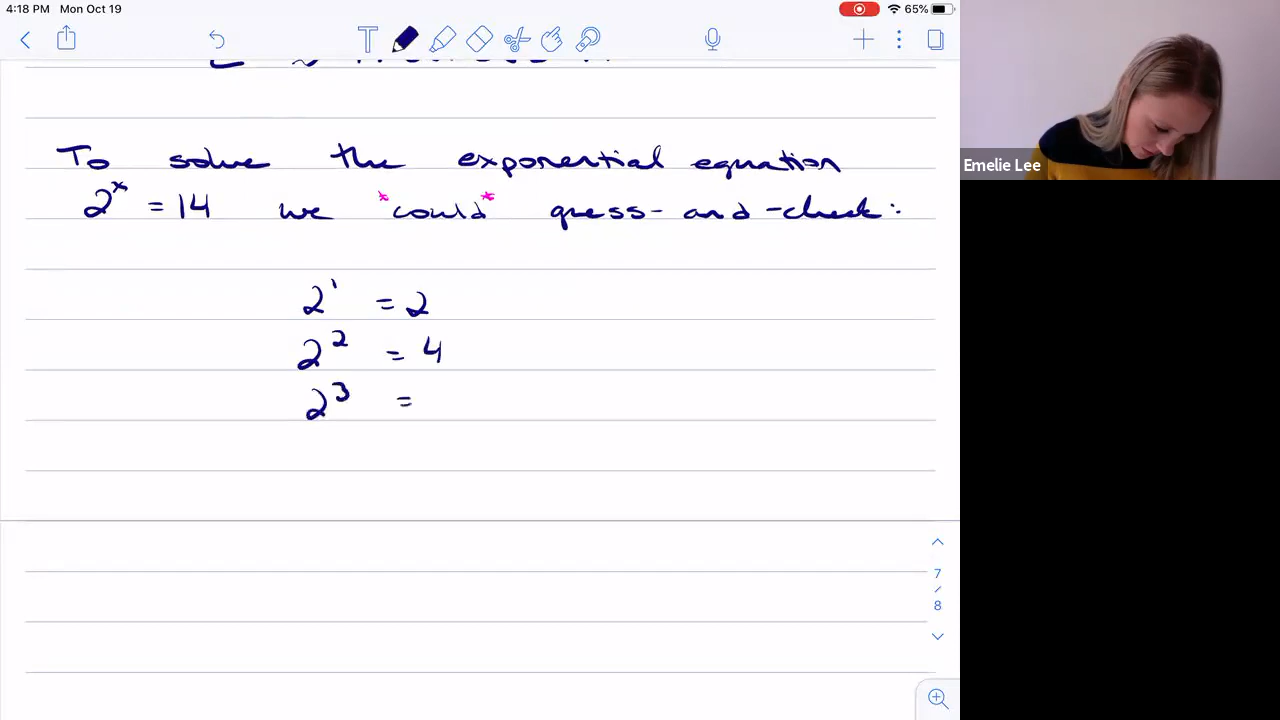 4:18 PM Mon Oct 19
65%
To solve the exponential equation
2^x = 14 we *could* guess-and-check:
2^1 = 2
2^2 = 4
2^3 =
Emelie Lee
7
/
8